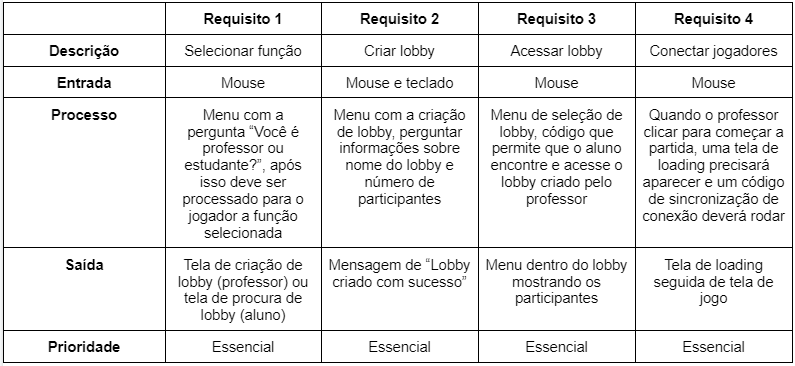 Requisito 1 Requisito 2 Requisito 3 Requisito 4
Descrição Selecionar função Criar lobby Acessar lobby Conectar jogadores
Entrada Mouse Mouse e teclado Mouse Mouse
Processo
Menu com a
pergunta “Você é
professor ou
estudante?”, após
isso deve ser
processado para o
jogador a função
selecionada
Menu com a criação
de lobby, perguntar
informações sobre
nome do lobby e
número de
participantes
Menu de seleção de
lobby, código que
permite que o aluno
encontre e acesse o
lobby criado pelo
professor
Quando o professor
clicar para começar a
partida, uma tela de
loading precisará
aparecer e um código
de sincronização de
conexão deverá rodar
Saída
Tela de criação de
lobby (professor) ou
tela de procura de
lobby (aluno)
Mensagem de “Lobby
criado com sucesso”
Menu dentro do lobby
mostrando os
participantes
Tela de loading
seguida de tela de
jogo
Prioridade Essencial Essencial Essencial Essencial